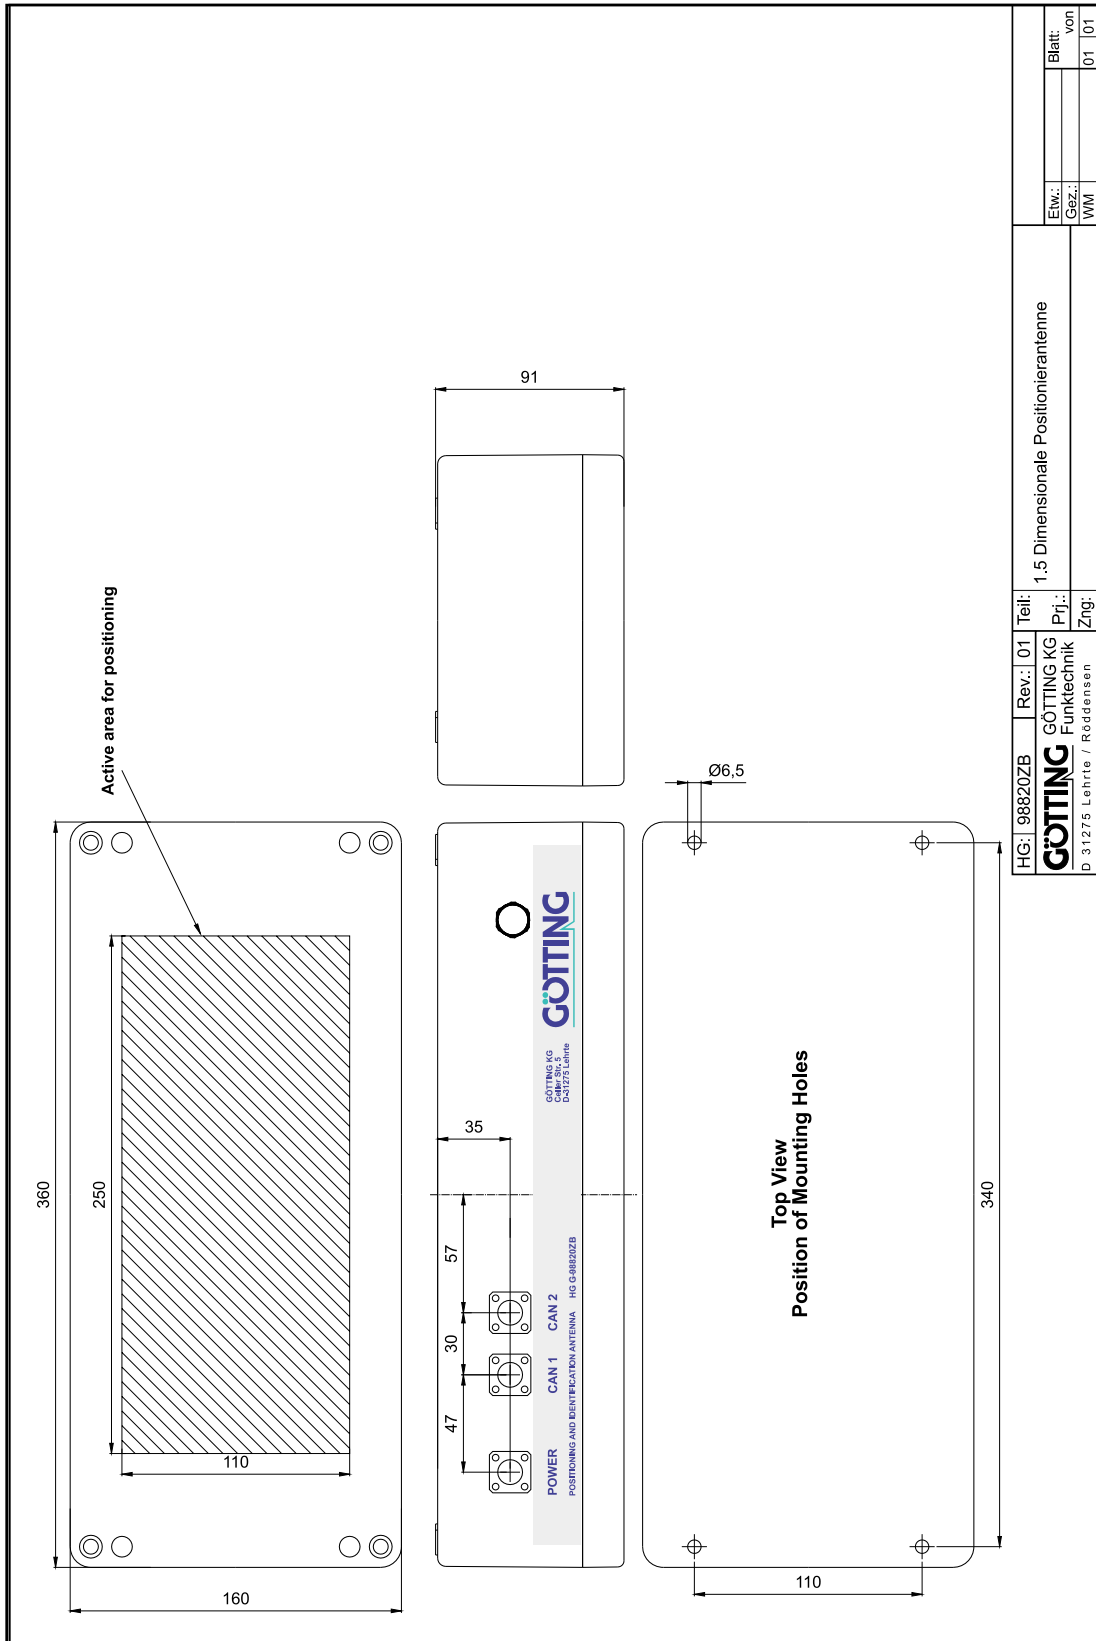 Active area for positioning
360
250
110
160
91
35
57
30
47
POWER
CAN 1
CAN 2
POSITIONING AND IDENTIFICATION ANTENNA HG G-98820ZB
GÖTTING KG
Celler Str. 5
D-31275 Lehrte
GÖTTING
Ø6,5
Top View
Position of Mounting Holes
340
110
HG: 98820ZB
Rev.: 01
Teil:
1.5 Dimensionale Positionierantenne
GÖTTING
GÖTTING KG
Funktechnik
D 31275 Lehrte / Röddensen
Prj.:
Zng:
Etw.:
Gez.:
WM
Blatt:
von
01 01